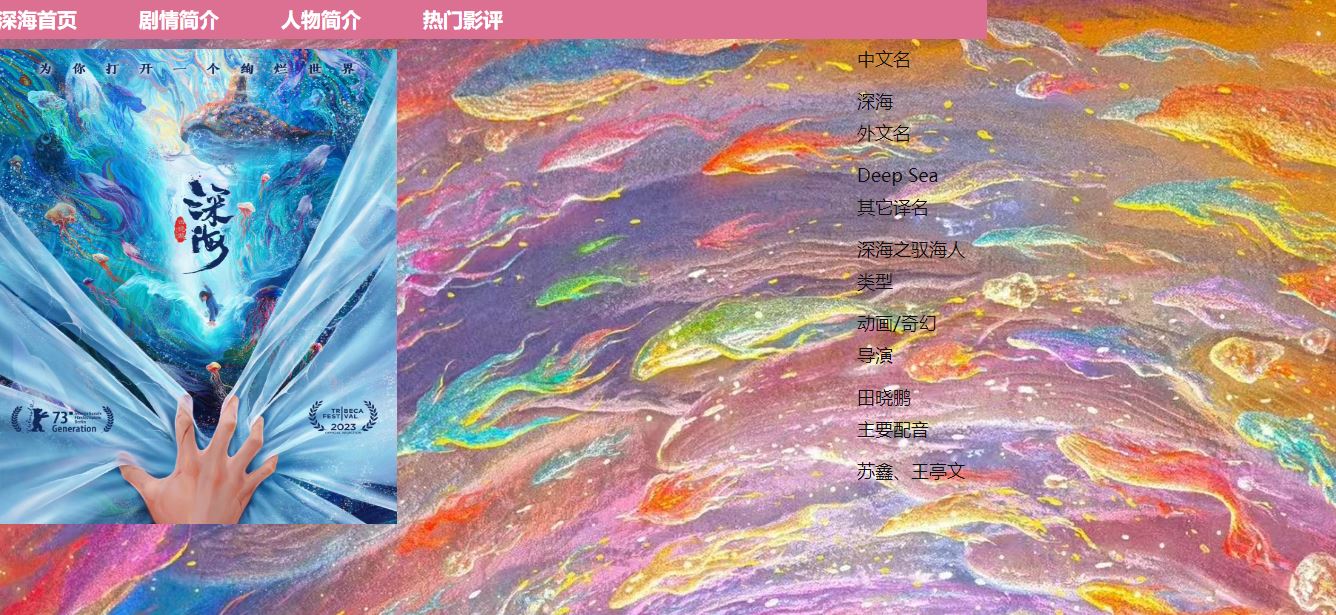 深海首页
剧情简介
人物简介
热门影评
为你打开一个绚烂世界
深海
73
Generation
TRIBECA
FESTIVAL
2023
中文名
深海
外文名
Deep Sea
其它译名
深海之驭海人
类型
动画/奇幻
导演
田晓鹏
主要配音
苏鑫、王亭文